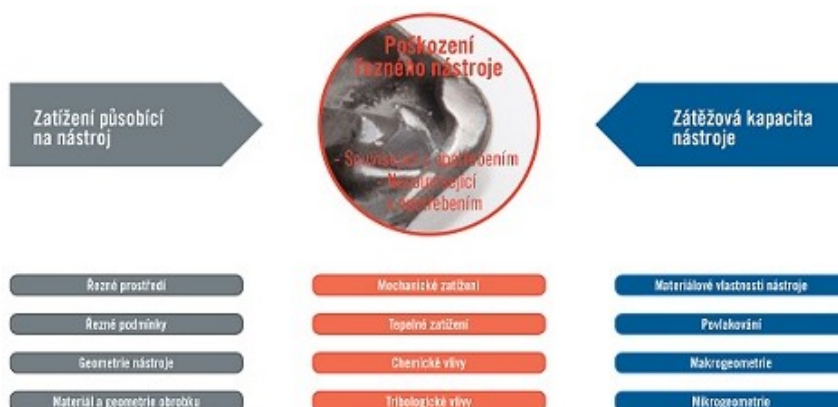 Poškození
řezného nástroje
Zatížení působící
na nástroj
Zátěžová kapacita
nástroje
- Související s opotřebením
- Nesouvisející
s opotřebením
Řezné prostředí
Mechanické zatížení
Materiálové vlastnosti nástroje
Řezné podmínky
Tepelné zatížení
Povlakování
Geometrie nástroje
Chemické vlivy
Makrogeometrie
Materiál a geometrie obrobku
Tribologické vlivy
Mikrogeometrie